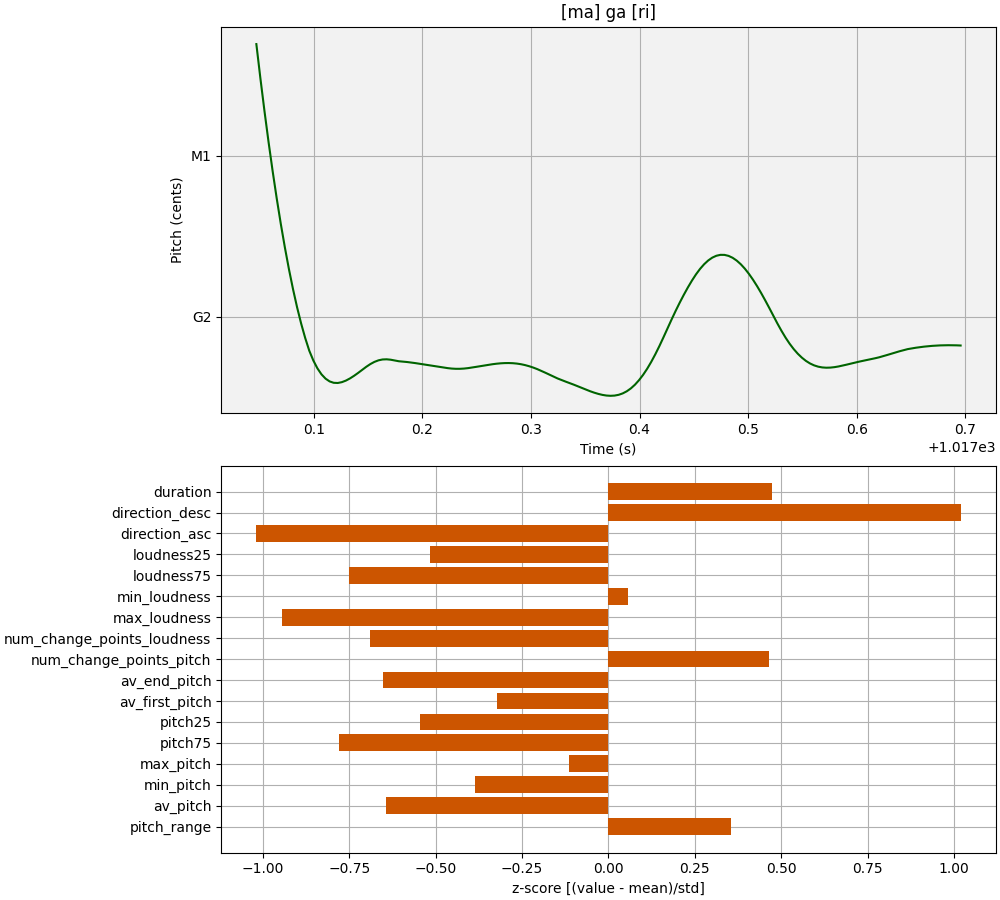 [ma] ga [ri]
M1
G2
Pitch (cents)
0.1 0.2 0.3 0.4 0.5 0.6 0.7
Time (s)
+1.017e3
duration
direction_desc
direction_asc
loudness25
loudness75
min_loudness
max_loudness
num_change_points_loudness
num_change_points_pitch
av_end_pitch
av_first_pitch
pitch25
pitch75
max_pitch
min_pitch
av_pitch
pitch_range
−1.00 −0.75 −0.50 −0.25 0.00 0.25 0.50 0.75 1.00
z-score [(value - mean)/std]